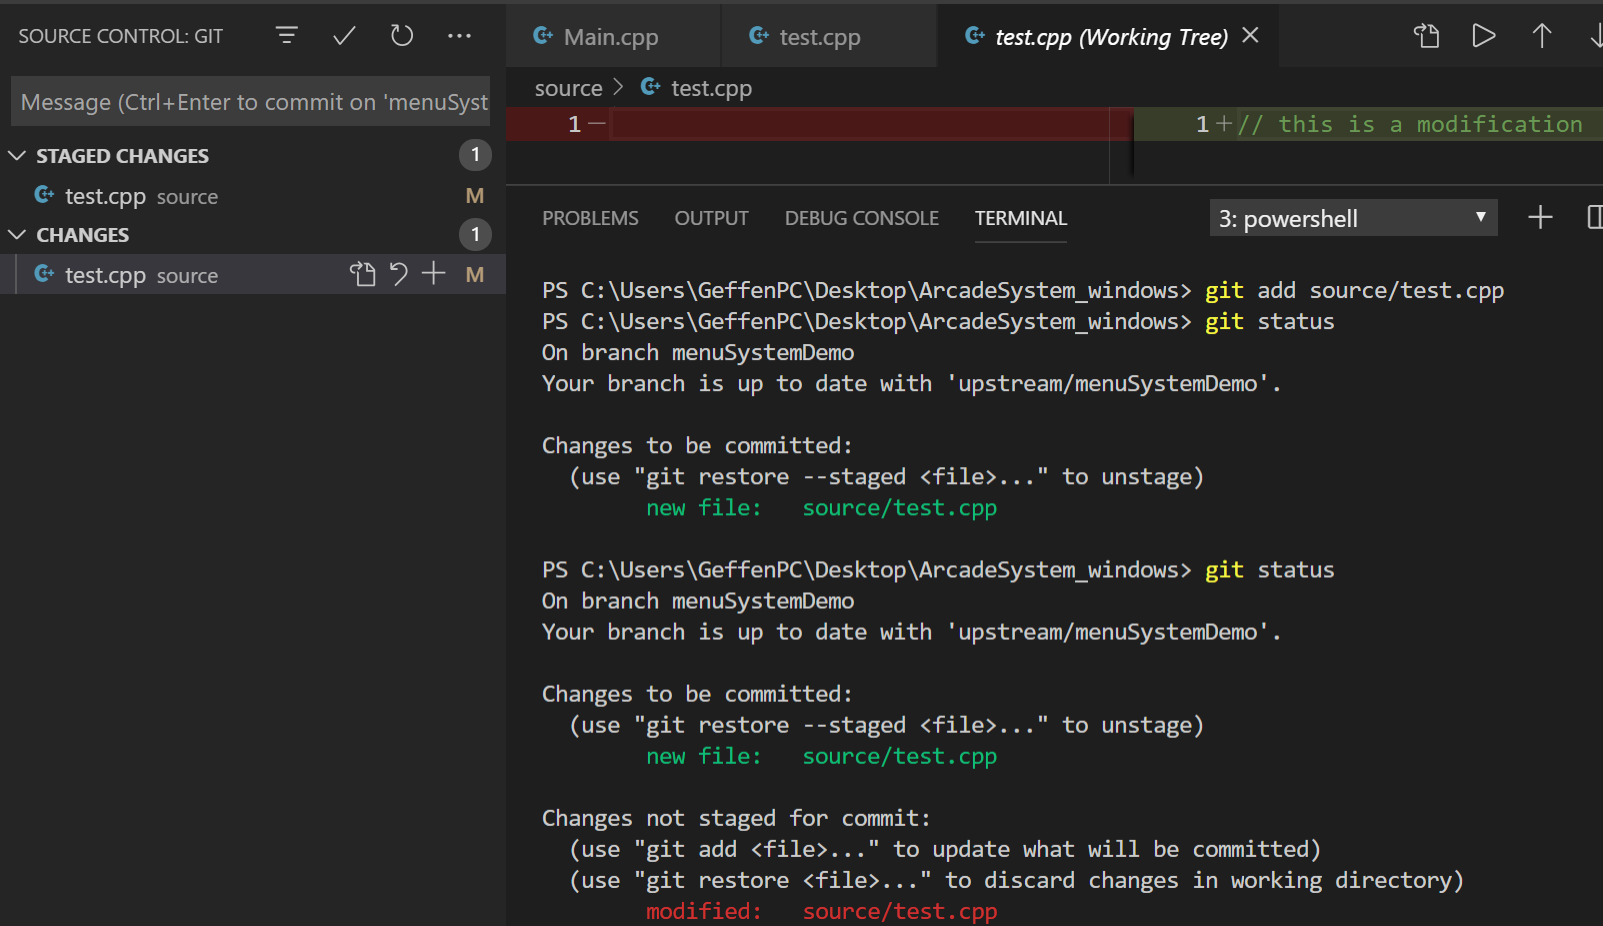 SOURCE CONTROL: GIT
Message (Ctrl+Enter to commit on 'menuSyst
STAGED CHANGES 1
test.cpp source M
CHANGES 1
test.cpp source M
Main.cpp test.cpp test.cpp (Working Tree)
source > test.cpp
1 − 1 + // this is a modification
PROBLEMS OUTPUT DEBUG CONSOLE TERMINAL 3: powershell
PS C:\Users\GeffenPC\Desktop\ArcadeSystem_windows> git add source/test.cpp
PS C:\Users\GeffenPC\Desktop\ArcadeSystem_windows> git status
On branch menuSystemDemo
Your branch is up to date with 'upstream/menuSystemDemo'.
Changes to be committed:
(use "git restore --staged <file>..." to unstage)
new file: source/test.cpp
PS C:\Users\GeffenPC\Desktop\ArcadeSystem_windows> git status
On branch menuSystemDemo
Your branch is up to date with 'upstream/menuSystemDemo'.
Changes to be committed:
(use "git restore --staged <file>..." to unstage)
new file: source/test.cpp
Changes not staged for commit:
(use "git add <file>..." to update what will be committed)
(use "git restore <file>..." to discard changes in working directory)
modified: source/test.cpp